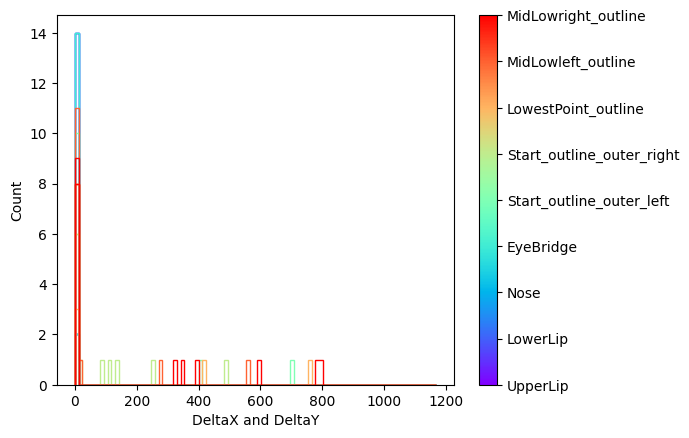 14
12
10
8
6
4
2
0
Count
0 200 400 600 800 1000 1200
DeltaX and DeltaY
MidLowright_outline
MidLowleft_outline
LowestPoint_outline
Start_outline_outer_right
Start_outline_outer_left
EyeBridge
Nose
LowerLip
UpperLip